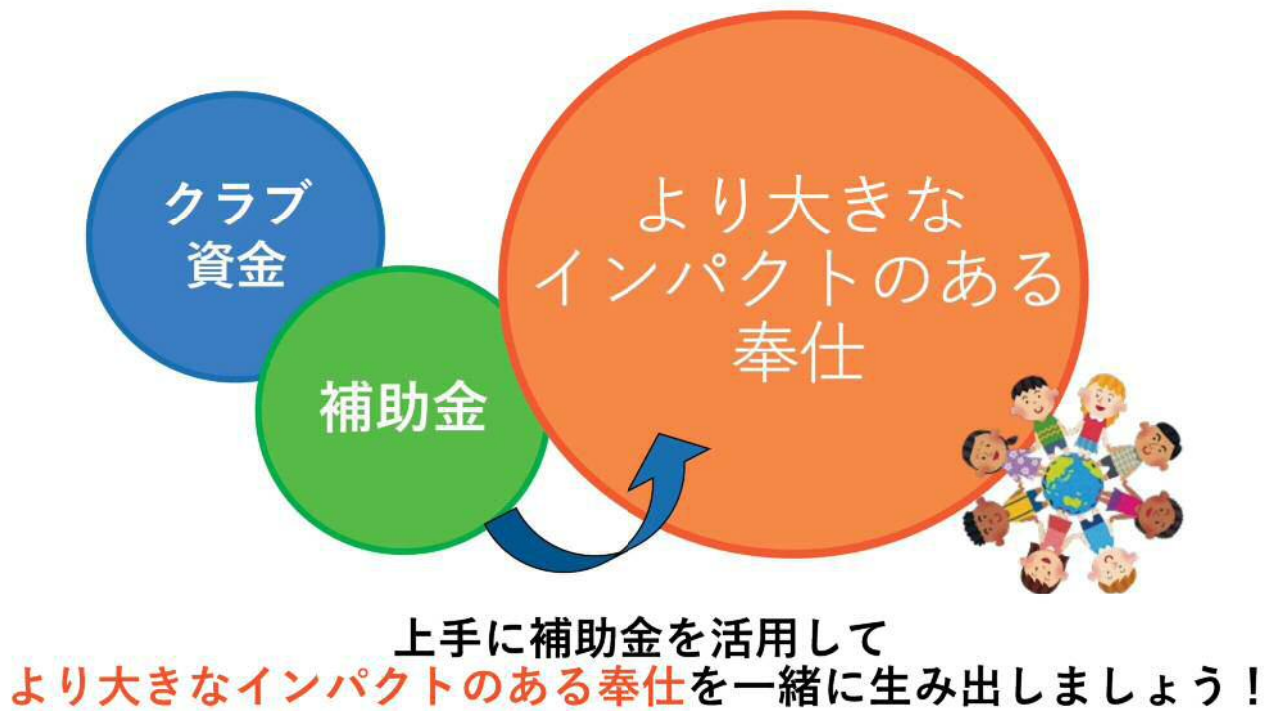 クラブ
資金
補助金
より大きな
インパクトのある
奉仕
上手に補助金を活用して
より大きなインパクトのある奉仕を一緒に生み出しましょう！